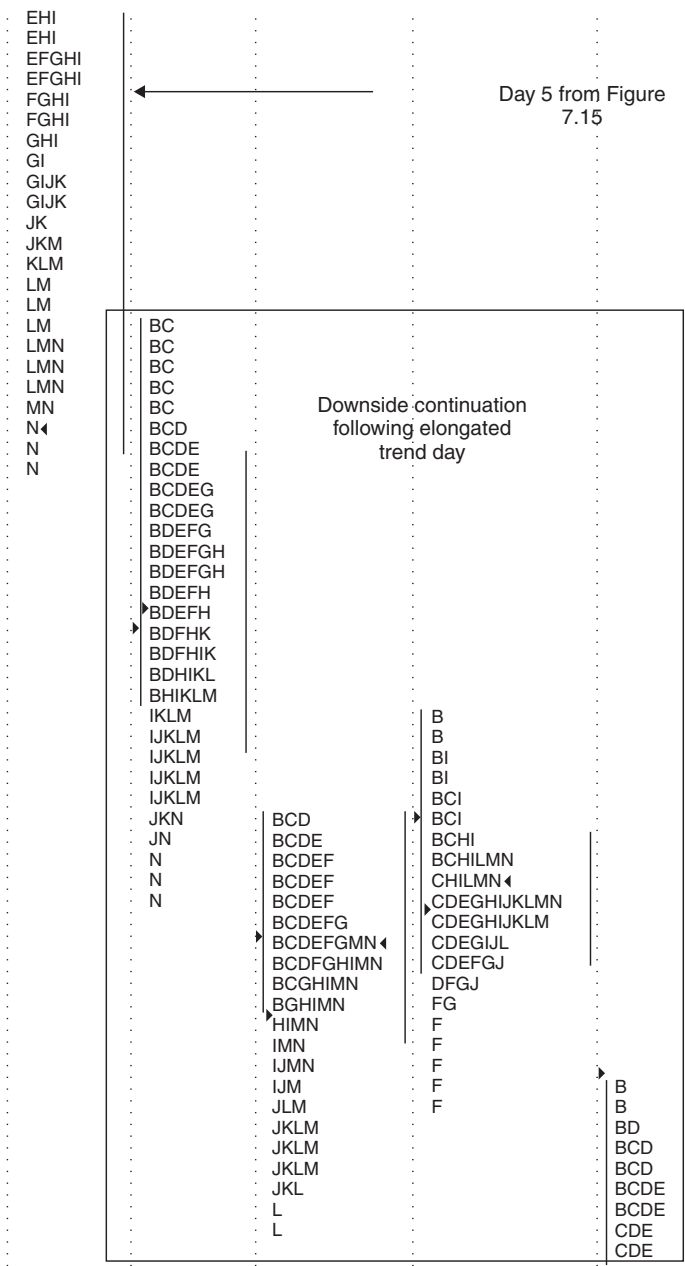 EHI
EHI
EFGHI
EFGHI
FGHI
FGHI
GHI
GI
GIJK
GIJK
JK
JKM
KLM
LM
LM
LM
LMN
LMN
LMN
MN
N
N
N
Day 5 from Figure
7.15
Downside continuation
following elongated
trend day
BC
BC
BC
BC
BC
BCD
BCDE
BCDE
BCDEG
BCDEG
BDEFG
BDEFGH
BDEFGH
BDEFH
BDEFH
BDFHK
BDFHIK
BDHIKL
BHIKLM
IKLM
IJKLM
IJKLM
IJKLM
IJKLM
JKN
JN
N
N
N
BCD
BCDE
BCDEF
BCDEF
BCDEF
BCDEFG
BCDEFGMN
BCDFGHIMN
BCGHIMN
BGHIMN
HIMN
IMN
IJMN
IJM
JLM
JKLM
JKLM
JKLM
JKL
L
L
B
B
BI
BI
BCI
BCI
BCHI
BCHILMN
CHILMN
CDEGHIJKLMN
CDEGHIJKLM
CDEGIJL
CDEFGJ
DFGJ
FG
F
F
F
F
F
B
B
BD
BCD
BCD
BCDE
BCDE
CDE
CDE